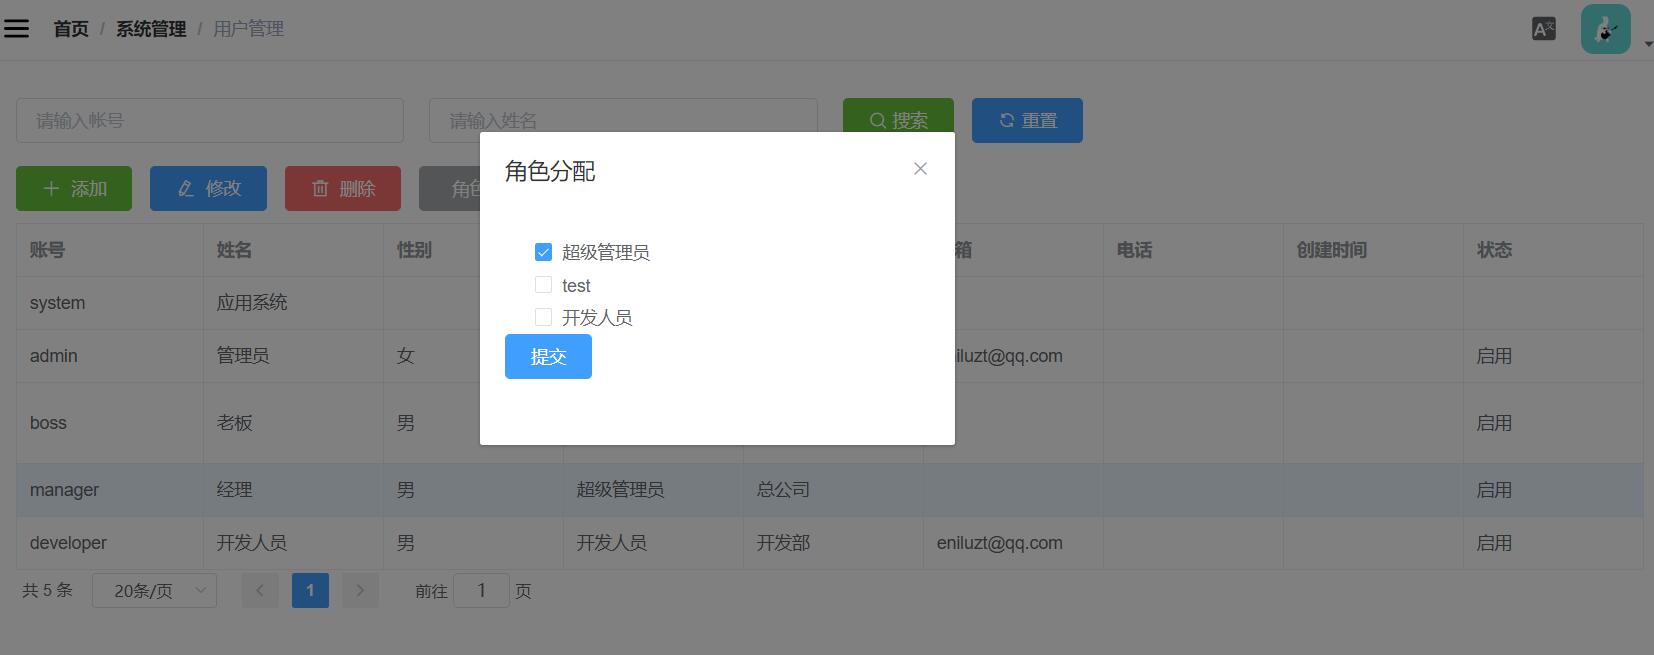 首页 / 系统管理 / 用户管理
请输入帐号 请输入姓名 搜索 重置
添加 修改 删除 角色
角色分配
超级管理员
test
开发人员
提交
账号 姓名 性别 箱 电话 创建时间 状态
system 应用系统
admin 管理员 女 iluzt@qq.com 启用
boss 老板 男 启用
manager 经理 男 超级管理员 总公司 启用
developer 开发人员 男 开发人员 开发部 eniluzt@qq.com 启用
共 5 条 20条/页 1 前往 1 页